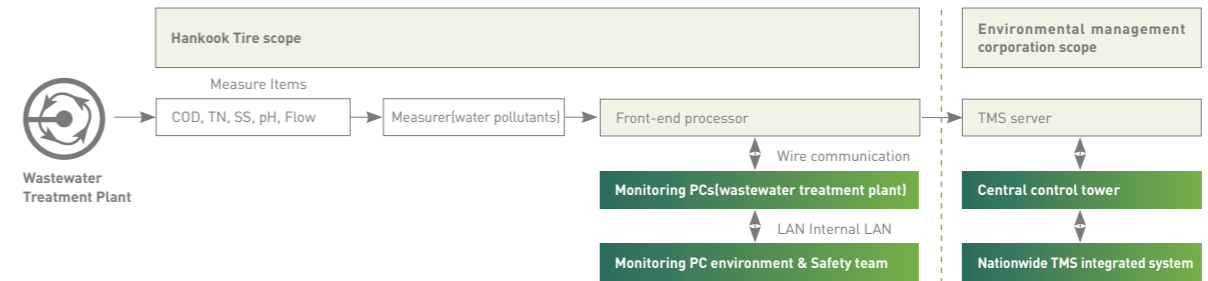 Hankook Tire scope
Environmental management
corporation scope
Measure Items
COD, TN, SS, pH, Flow
Measurer(water pollutants)
Front-end processor
TMS server
Wastewater
Treatment Plant
Wire communication
Monitoring PCs(wastewater treatment plant)
Central control tower
LAN Internal LAN
Monitoring PC environment & Safety team
Nationwide TMS integrated system